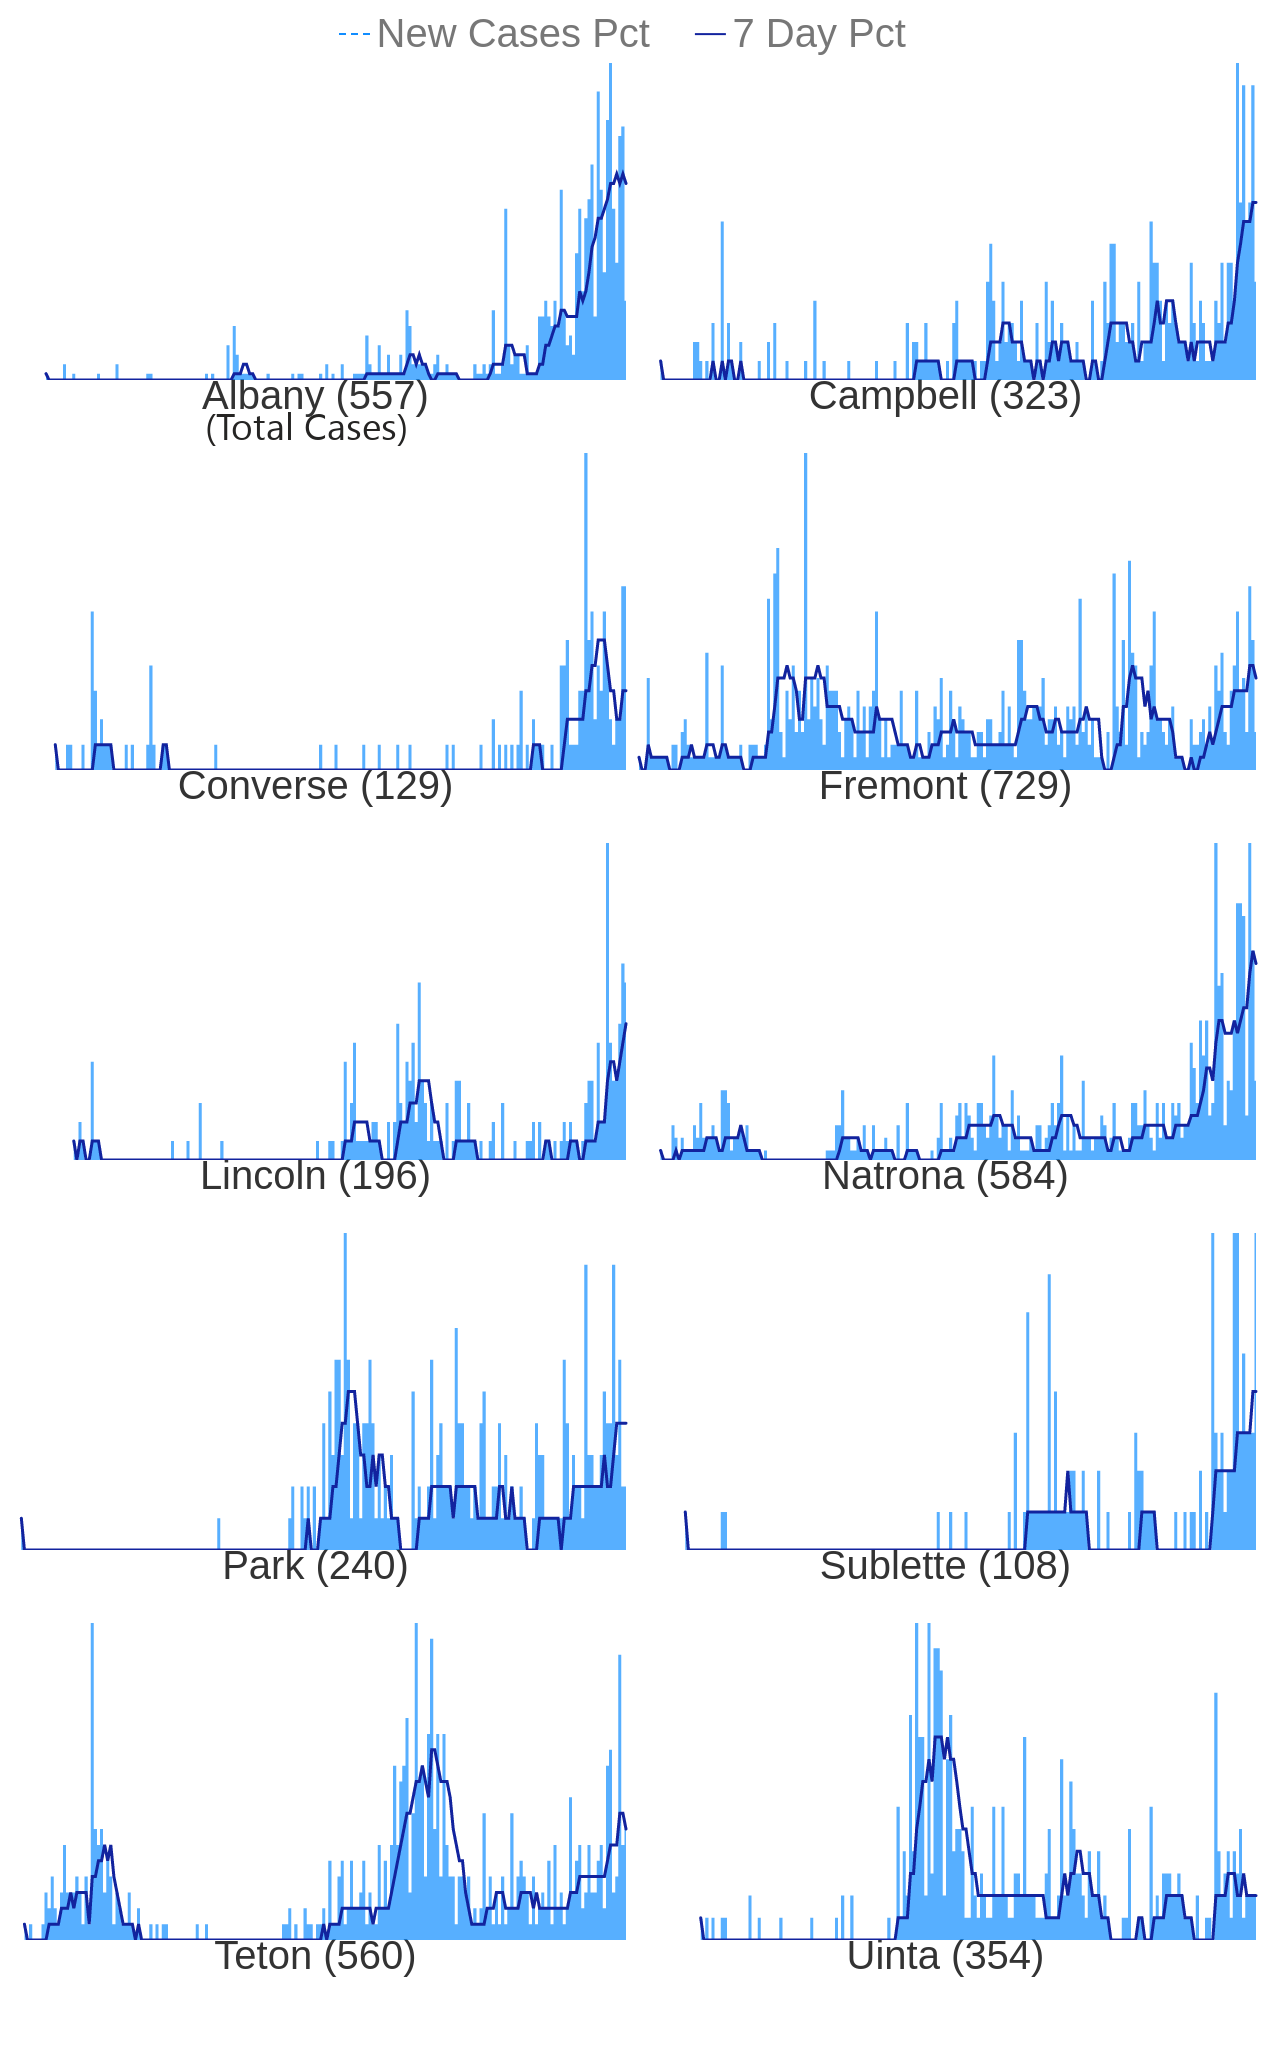 New Cases Pct 7 Day Pct
Albany (557) Campbell (323)
(Total Cases)
Converse (129) Fremont (729)
Lincoln (196) Natrona (584)
Park (240) Sublette (108)
Teton (560) Uinta (354)